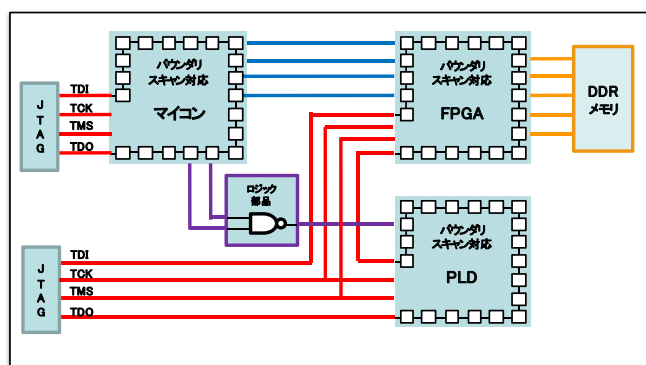 バウンダリ
スキャン対応
マイコン
バウンダリ
スキャン対応
FPGA
DDR
メモリ
J
T
A
G
TDI
TCK
TMS
TDO
ロジック
部品
バウンダリ
スキャン対応
PLD
J
T
A
G
TDI
TCK
TMS
TDO